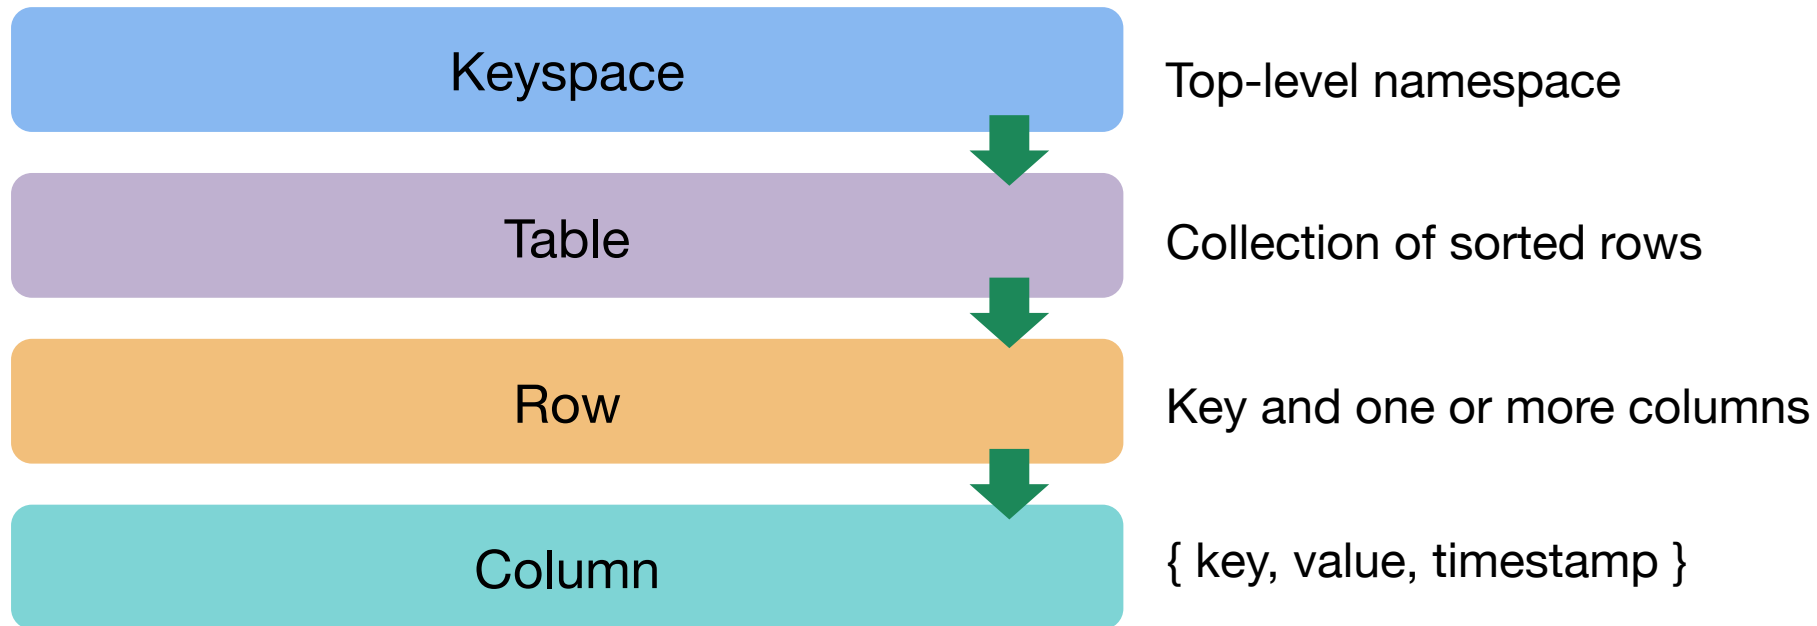 Keyspace
Top-level namespace
Table
Collection of sorted rows
Row
Key and one or more columns
Column
{ key, value, timestamp }